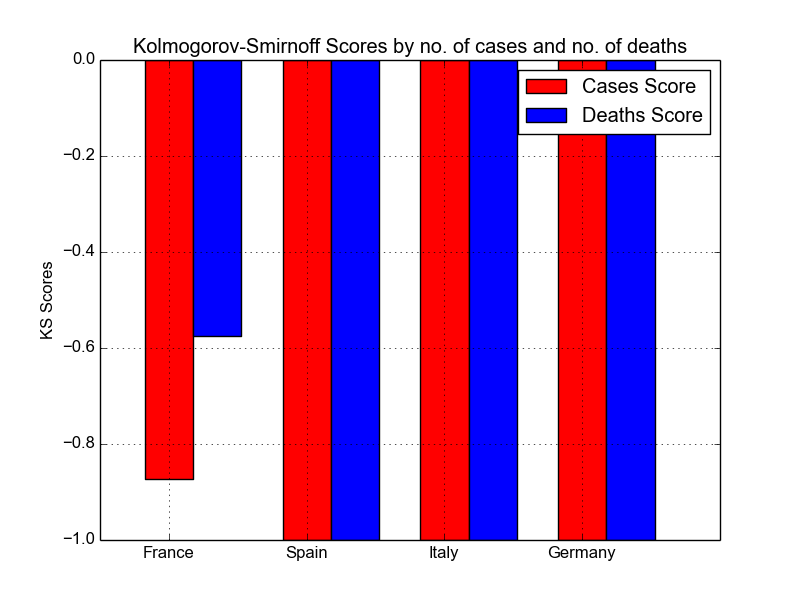 Kolmogorov-Smirnoff Scores by no. of cases and no. of deaths
0.0
Cases Score
Deaths Score
−0.2
−0.4
KS Scores
−0.6
−0.8
−1.0
France Spain Italy Germany